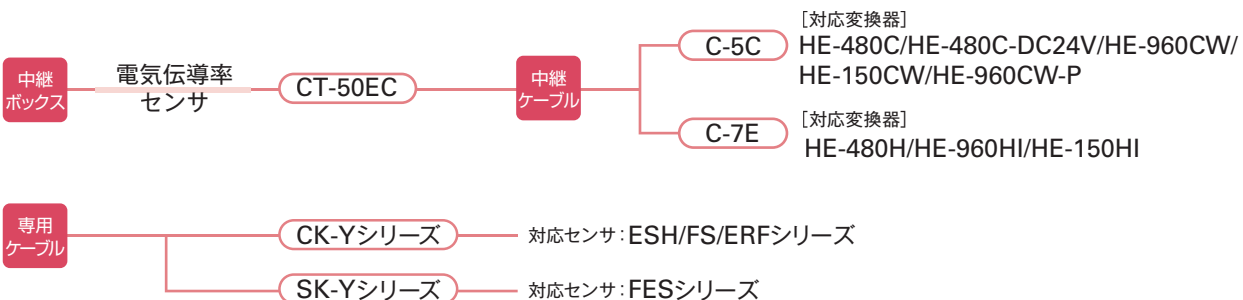 中継
ボックス
電気伝導率
センサ
CT-50EC
中継
ケーブル
C-5C
[対応変換器]
HE-480C/HE-480C-DC24V/HE-960CW/
HE-150CW/HE-960CW-P
C-7E
[対応変換器]
HE-480H/HE-960HI/HE-150HI
専用
ケーブル
CK-Yシリーズ
対応センサ:ESH/FS/ERFシリーズ
SK-Yシリーズ
対応センサ:FESシリーズ